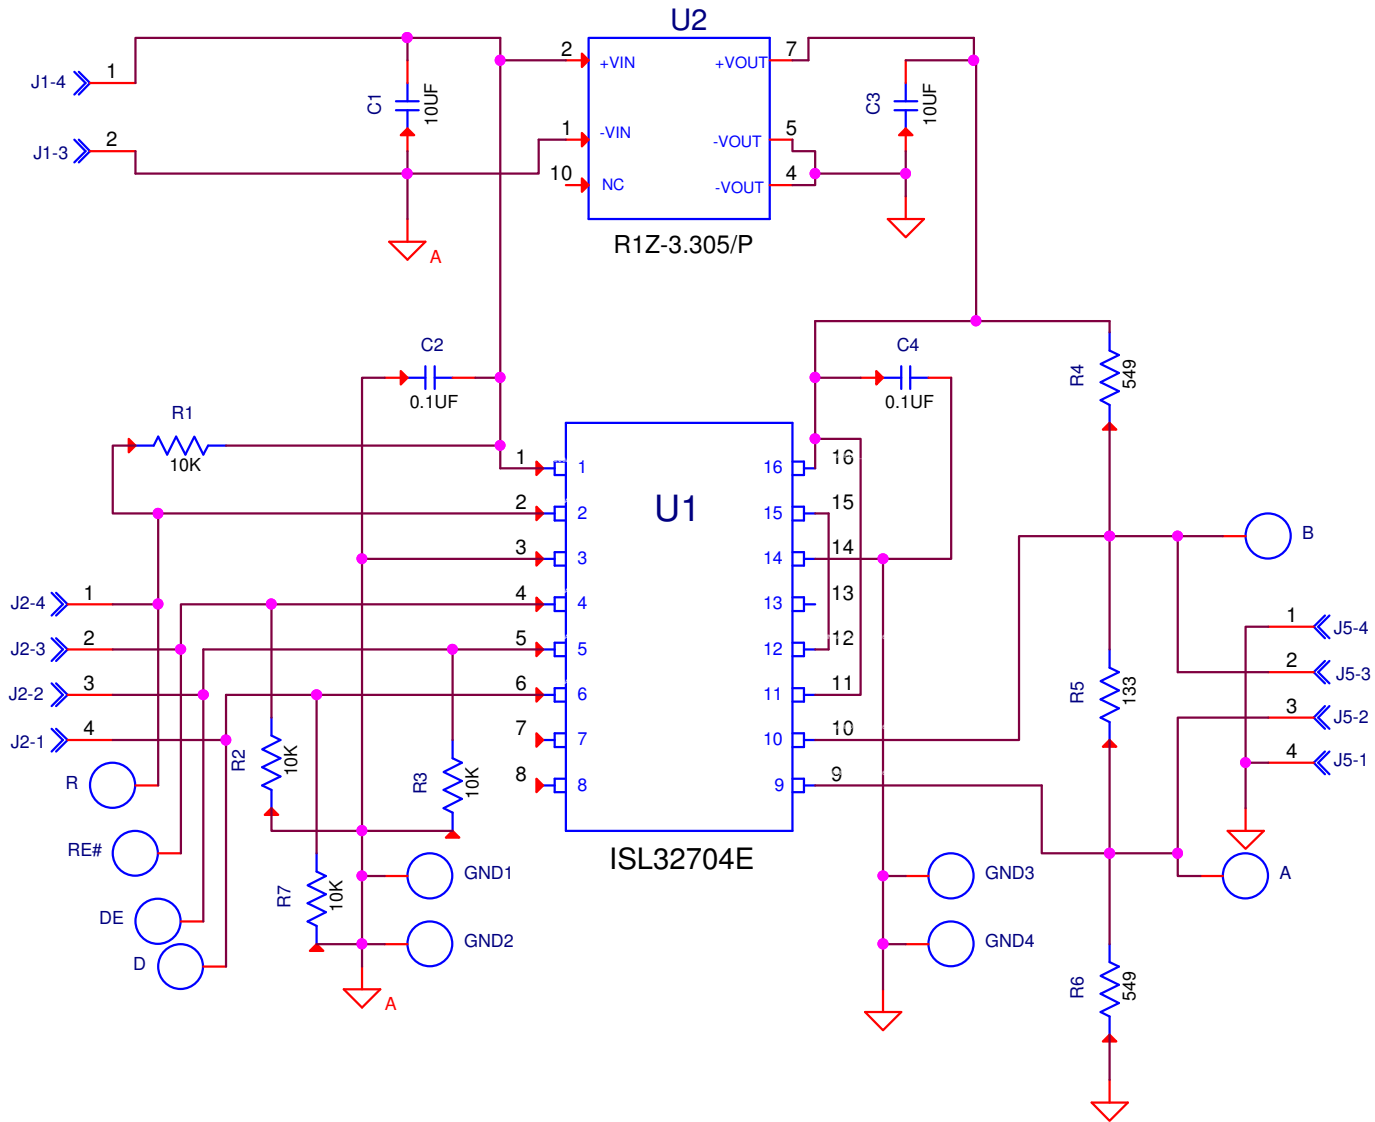 U2
J1-4
1
C1
10UF
2
+VIN
+VOUT
7
C3
10UF
J1-3
2
1
-VIN
-VOUT
5
10
NC
-VOUT
4
A
R1Z-3.305/P
C2
0.1UF
C4
0.1UF
R4
549
R1
10K
U1
1
1
16
16
2
2
15
15
3
3
14
14
4
4
13
13
5
5
12
12
6
6
11
11
7
7
10
10
8
8
9
9
ISL32704E
B
J2-4
1
J2-3
2
J2-2
3
J2-1
4
1
J5-4
2
J5-3
3
J5-2
4
J5-1
R5
133
R2
10K
R3
10K
R
RE#
DE
D
R7
10K
GND1
GND2
GND3
GND4
A
R6
549
A